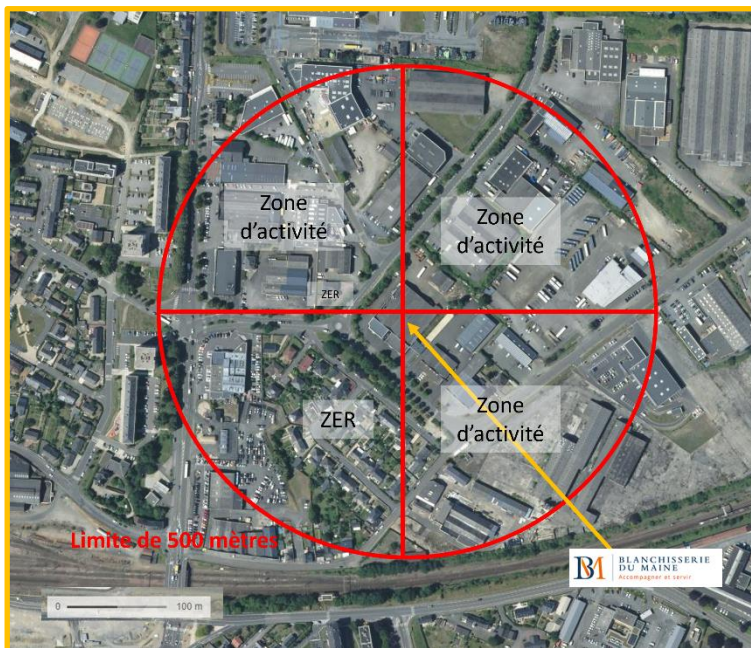 Zone
d'activité
Zone
d'activité
ZER
ZER
Zone
d'activité
Limite de 500 mètres
BM BLANCHISSERIE
DU MAINE
Accompagner et servir
0 100 m